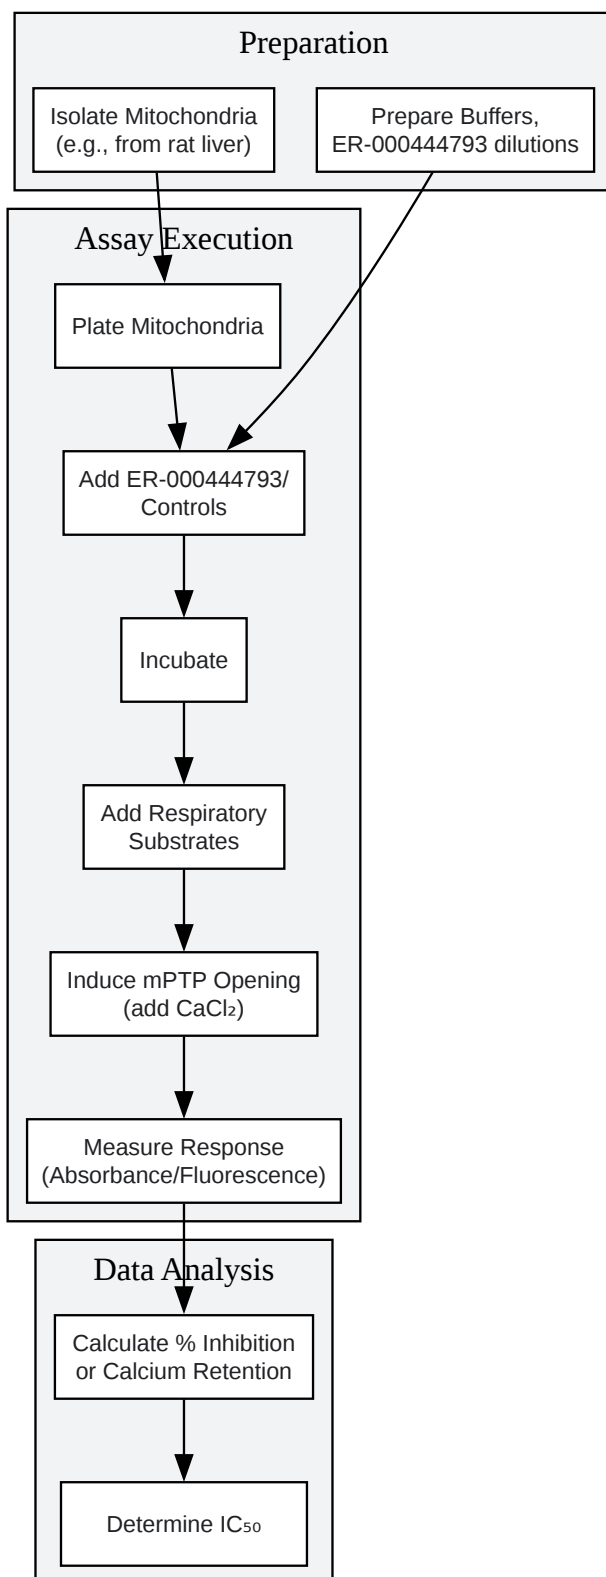 Preparation
Isolate Mitochondria
(e.g., from rat liver)
Prepare Buffers,
ER-000444793 dilutions
Assay Execution
Plate Mitochondria
Add ER-000444793/
Controls
Incubate
Add Respiratory
Substrates
Induce mPTP Opening
(add CaCl₂)
Measure Response
(Absorbance/Fluorescence)
Data Analysis
Calculate % Inhibition
or Calcium Retention
Determine IC₅₀